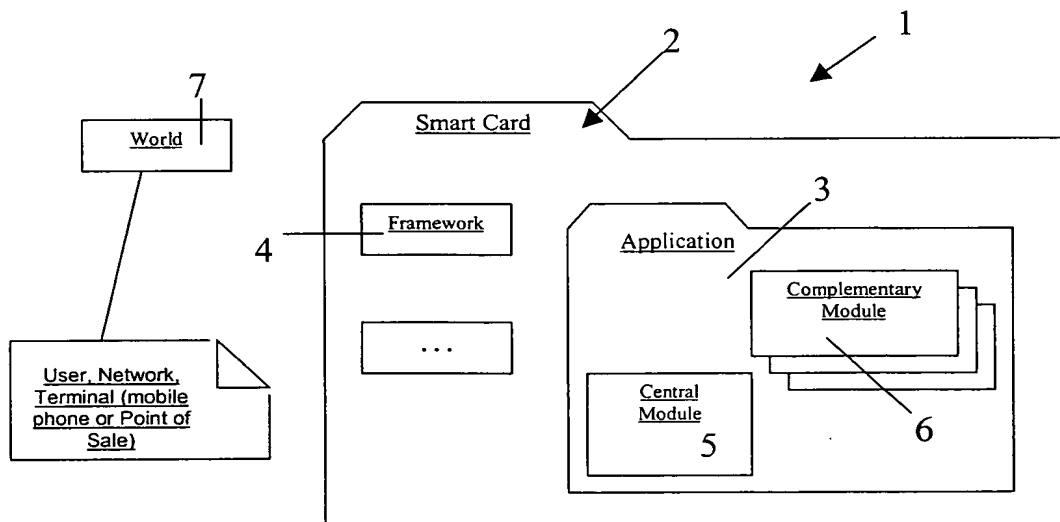 1
2
7
Smart Card
World
3
Framework
4
Application
Complementary
Module
...
User, Network,
Terminal (mobile
phone or Point of
Sale)
Central
Module
5
6